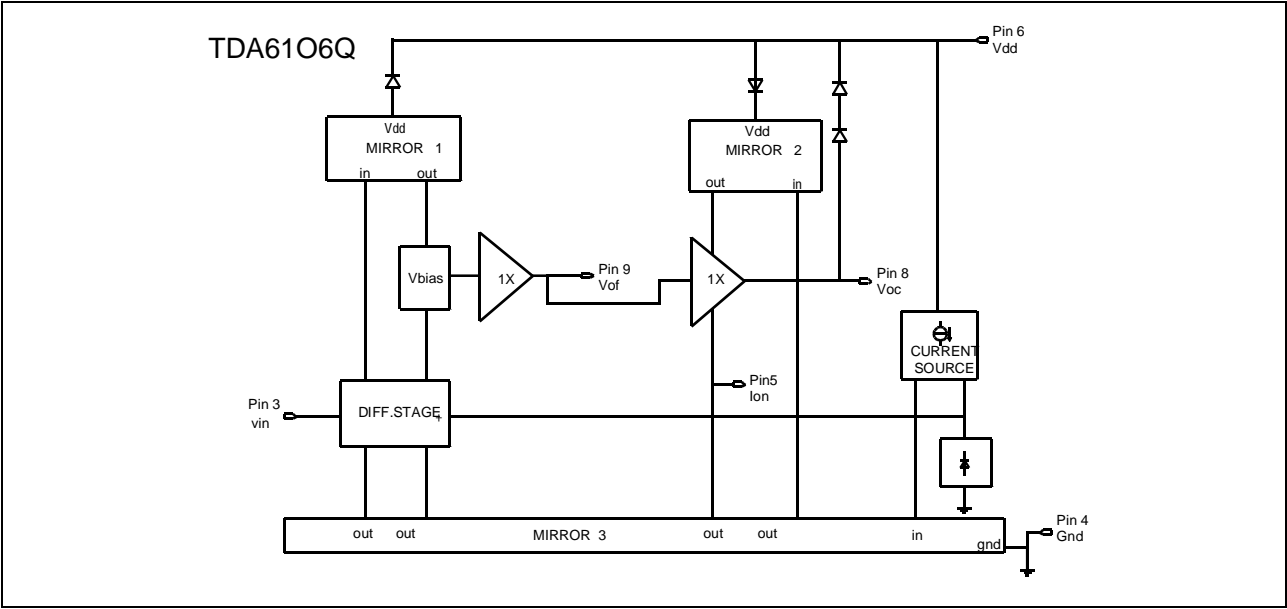 TDA61O6Q
Pin 6
Vdd
Vdd
MIRROR 1
in out
Vdd
MIRROR 2
out in
Vbias
1X
Pin 9
Vof
1X
Pin 8
Voc
CURRENT
SOURCE
Pin5
Ion
Pin 3
vin
DIFF.STAGE
+
out out MIRROR 3 out out in
gnd
Pin 4
Gnd